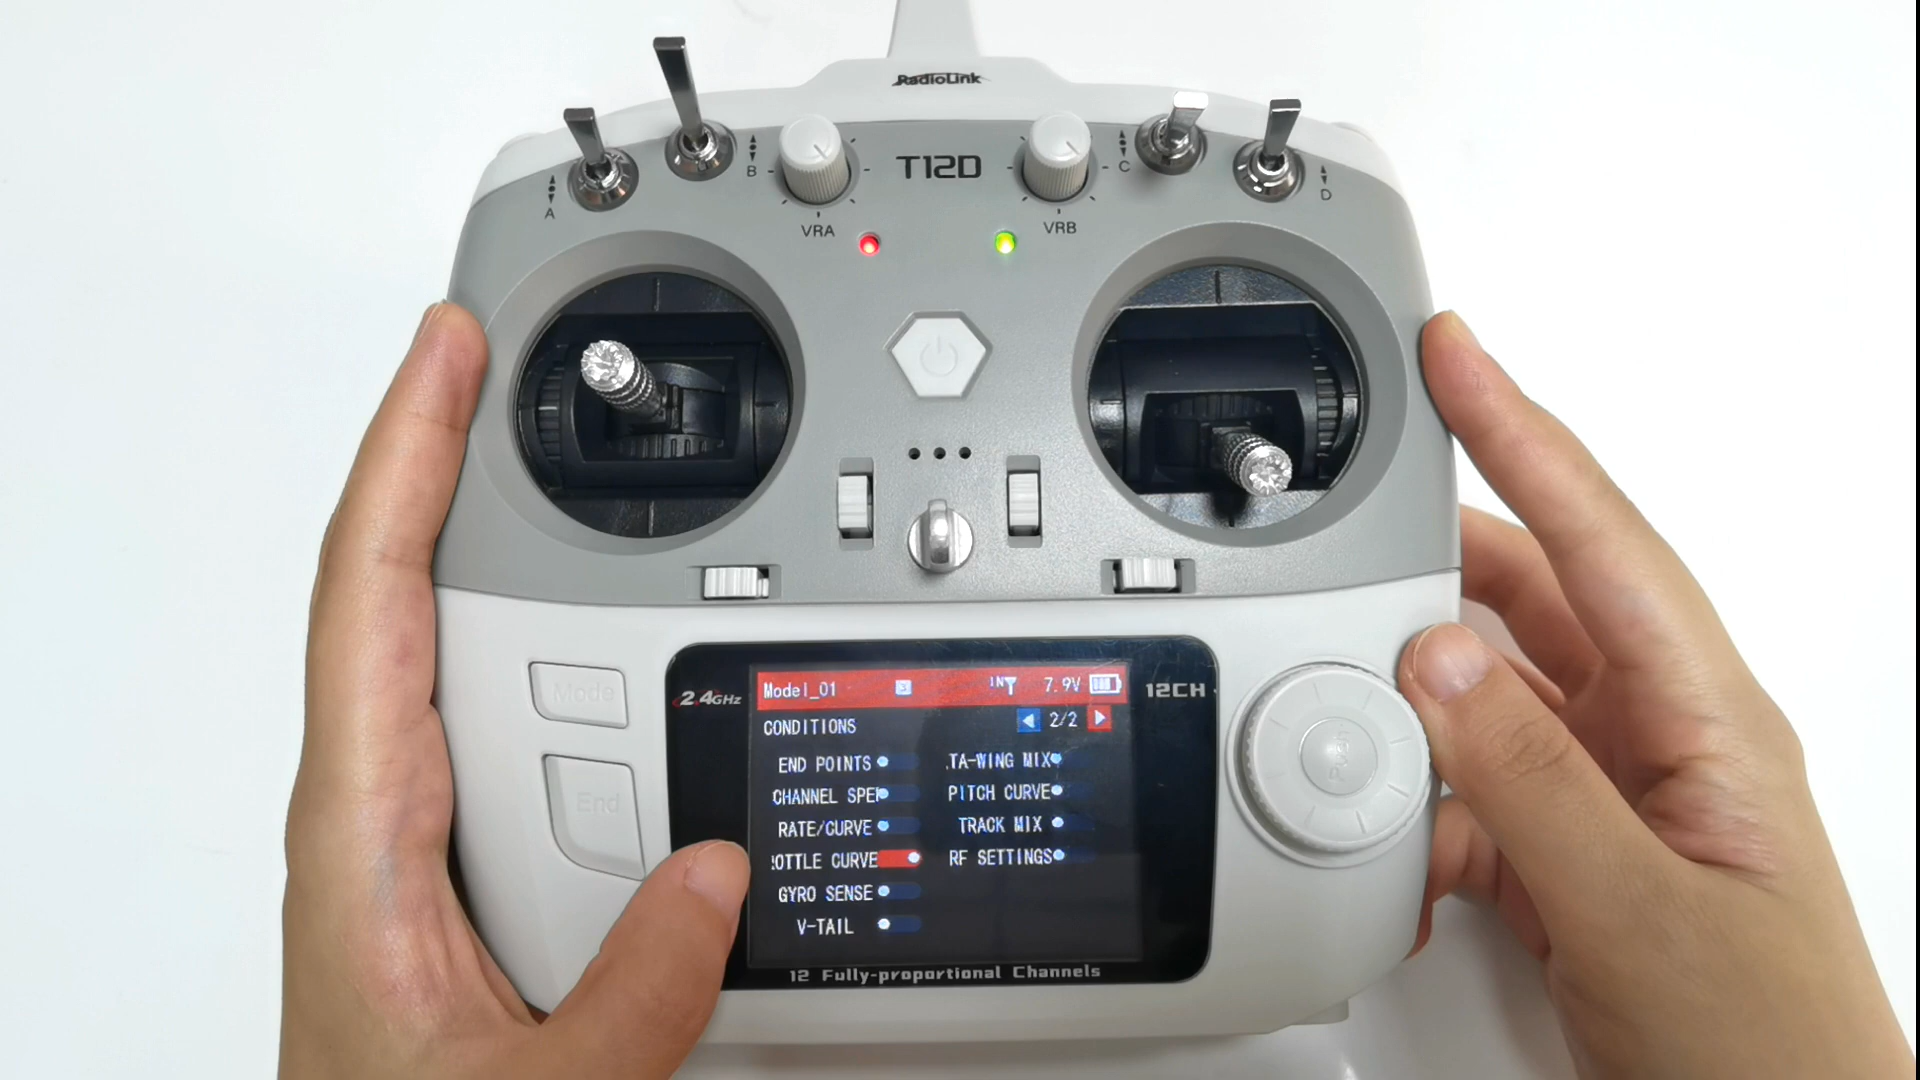 RadioLink
T12D
A
B
C
D
VRA
VRB
Mode
End
Push
2.4GHz
12CH
Model_01
7.9V
CONDITIONS
2/2
END POINTS
CHANNEL SPE
RATE/CURVE
OTTLE CURVE
GYRO SENSE
V-TAIL
TA-WING MIX
PITCH CURVE
TRACK MIX
RF SETTINGS
12 Fully-proportional Channels